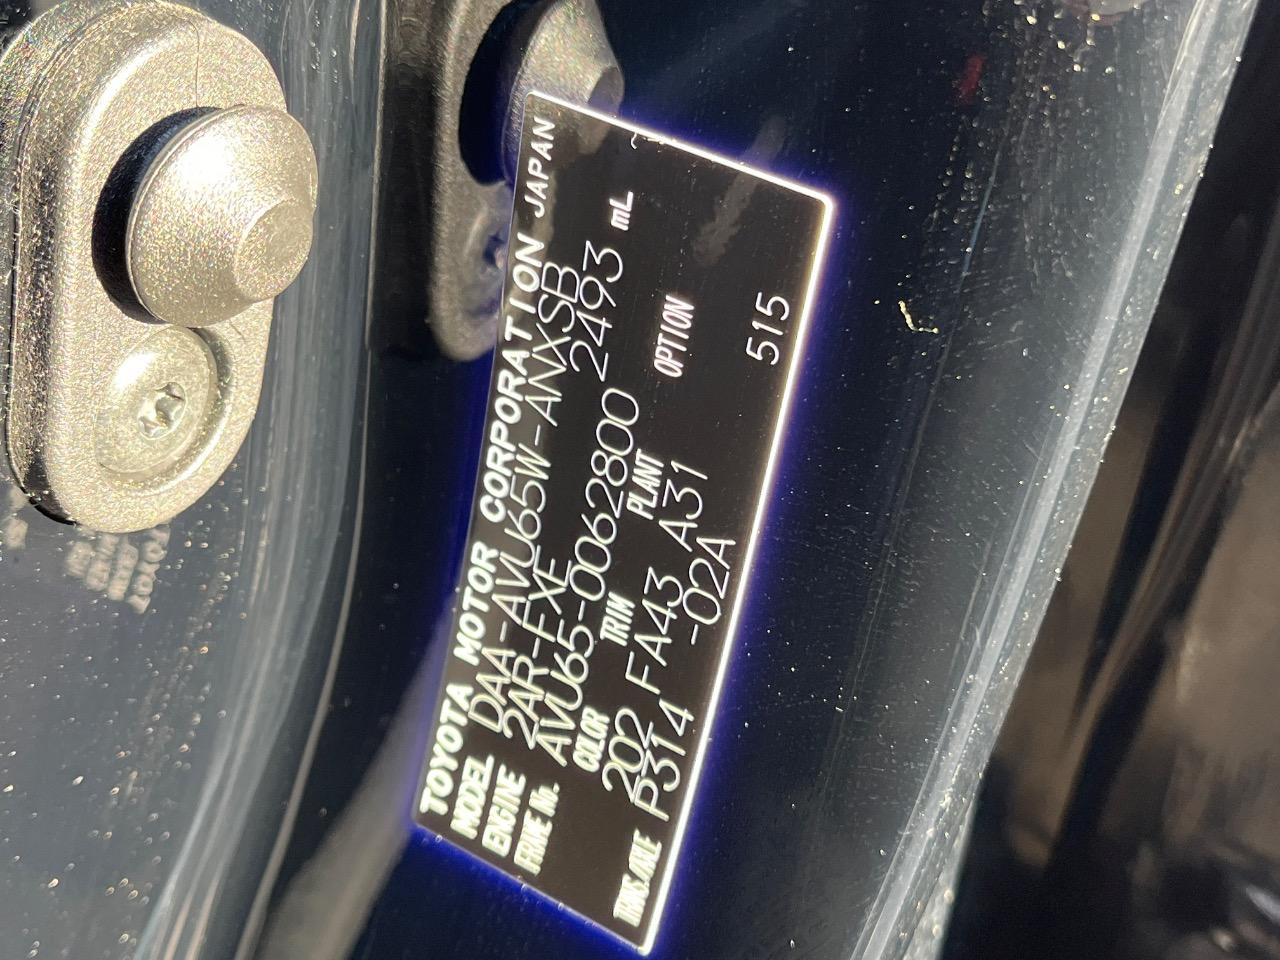 TOYOTA MOTOR CORPORATION JAPAN
MODEL DAA-AVU65W-ANXSB
ENGINE 2AR-FXE 2493 mL
FRAME No. AVU65-0062800
COLOR TRIM PLANT OPTION
202 FA43 A31
TRANS./AXLE P314 -02A 515